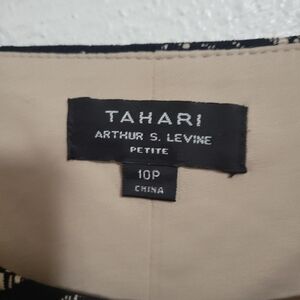 TAHARI
ARTHUR S. LEVINE
PETITE
10P
CHINA